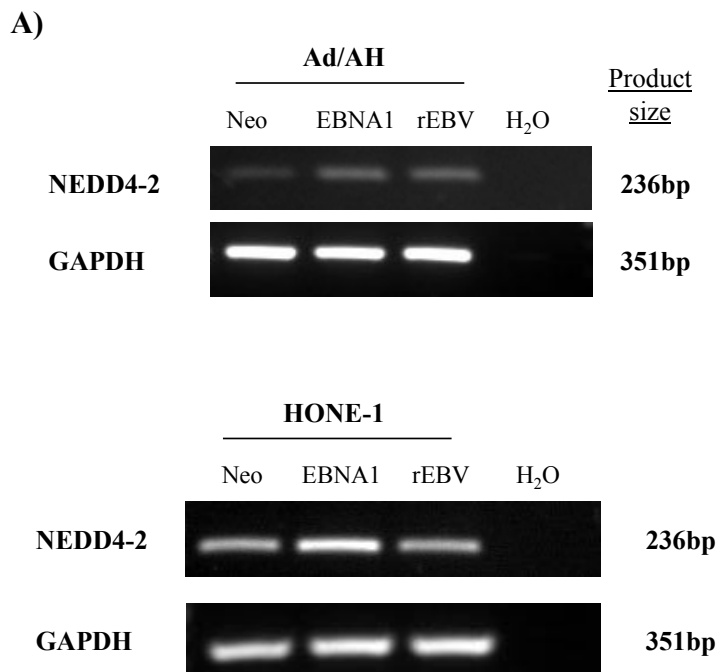 A)
Ad/AH
Product
size
Neo EBNA1 rEBV H₂O
NEDD4-2 236bp
GAPDH 351bp
HONE-1
Neo EBNA1 rEBV H₂O
NEDD4-2 236bp
GAPDH 351bp